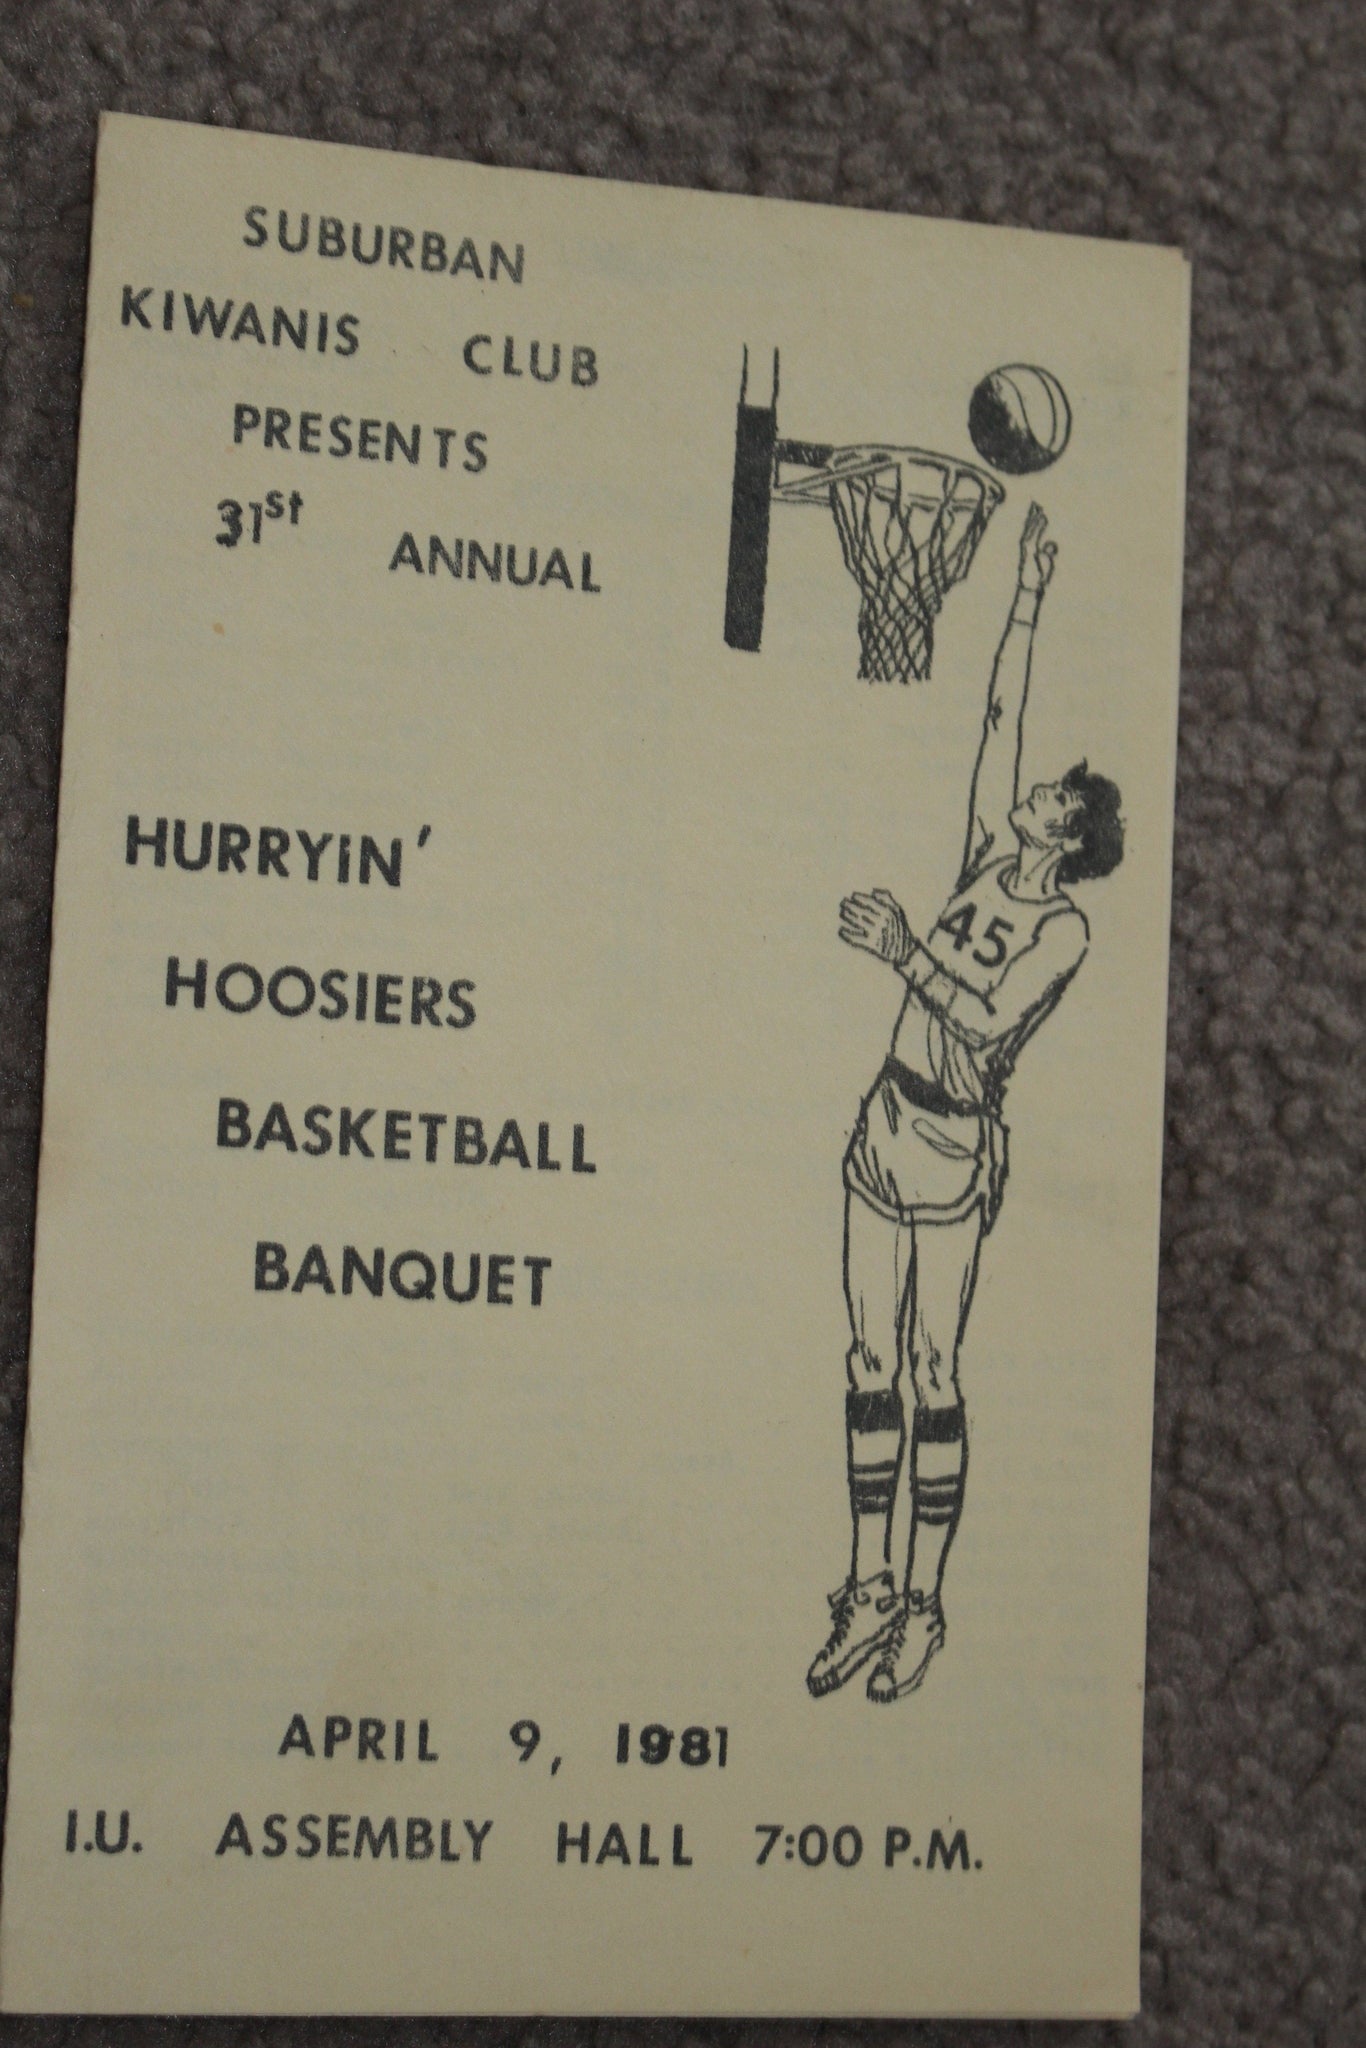 SUBURBAN
KIWANIS CLUB
PRESENTS
31st ANNUAL
HURRYiN'
HOOSIERS
BASKETBALL
BANQUET
45
APRIL 9, 1981
I.U. ASSEMBLY HALL 7:00 P.M.